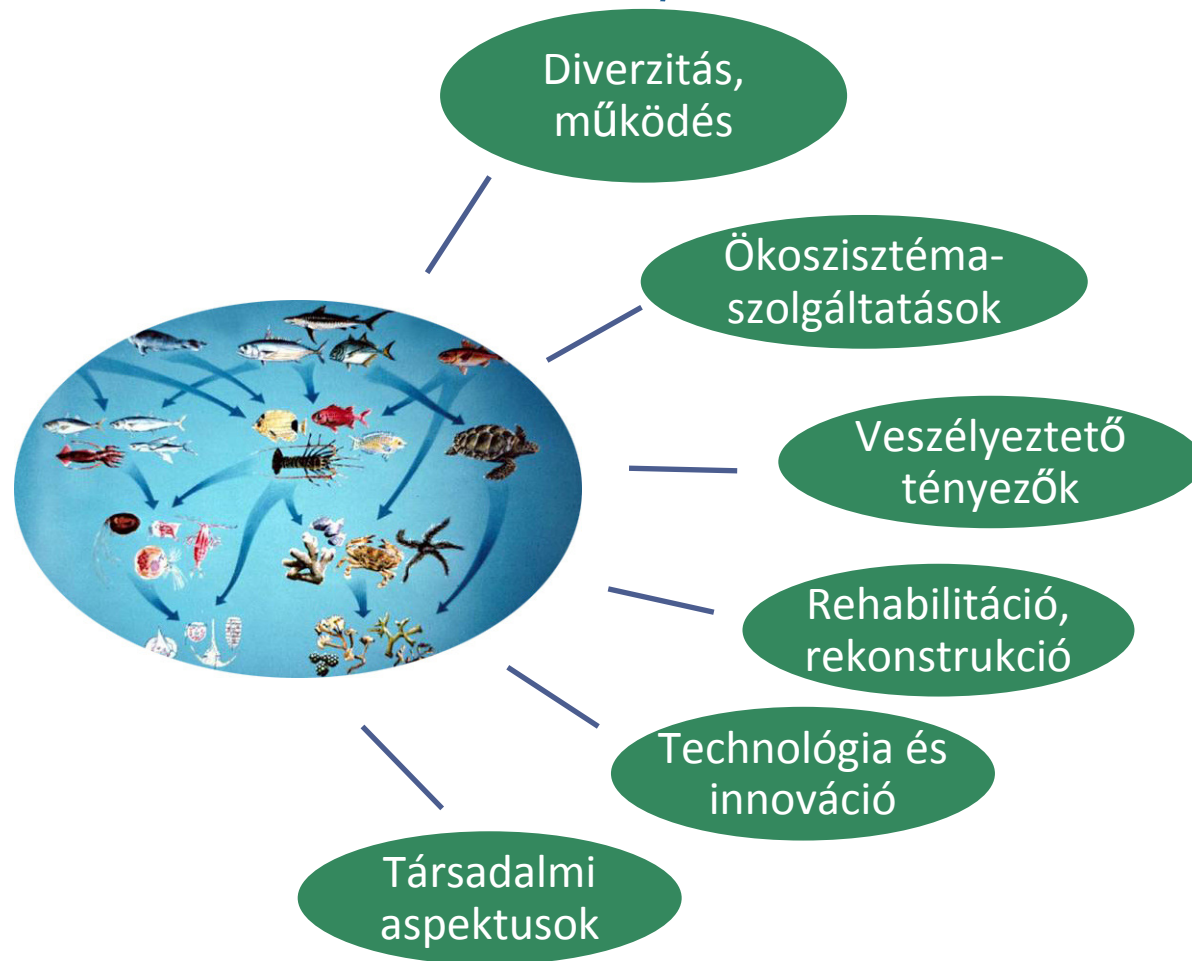 Diverzitás,
működés
Ökoszisztéma-
szolgáltatások
Veszélyeztető
tényezők
Rehabilitáció,
rekonstrukció
Technológia és
innováció
Társadalmi
aspektusok